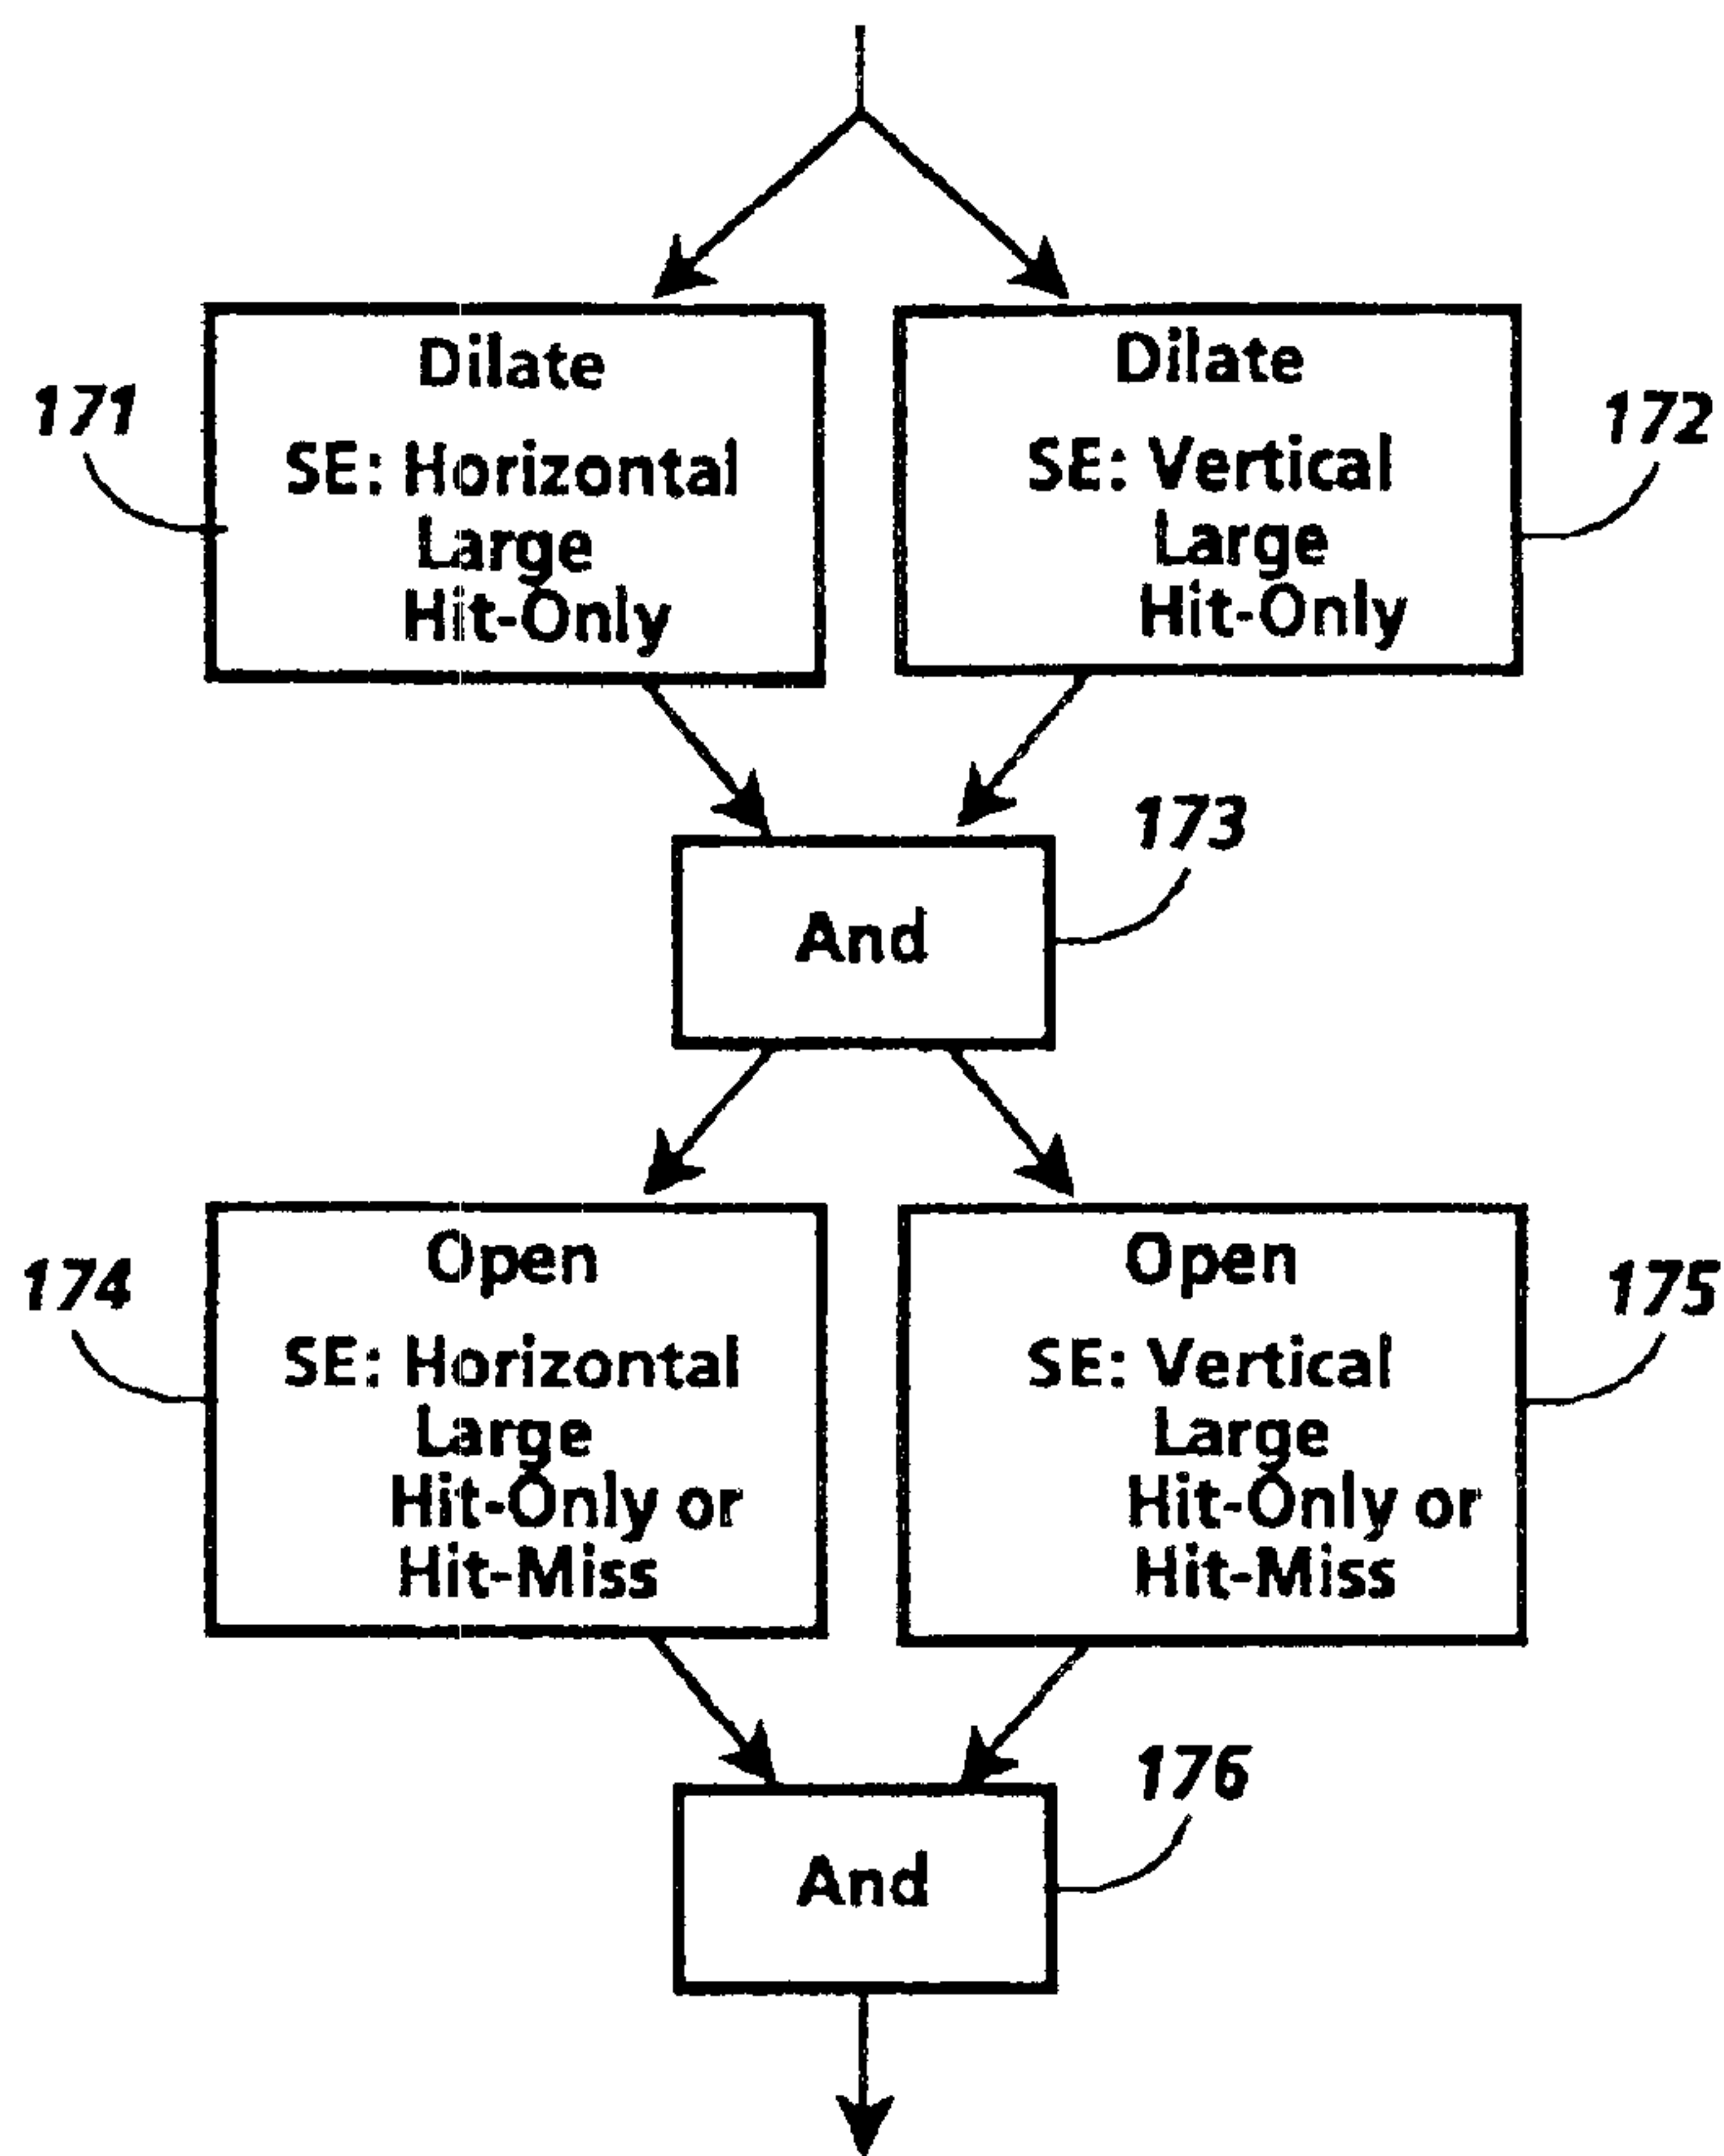 Dilate
SE: Horizontal
Large
Hit-Only
171
Dilate
SE: Vertical
Large
Hit-Only
172
And
173
Open
SE: Horizontal
Large
Hit-Only or
Hit-Miss
174
Open
SE: Vertical
Large
Hit-Only or
Hit-Miss
175
And
176